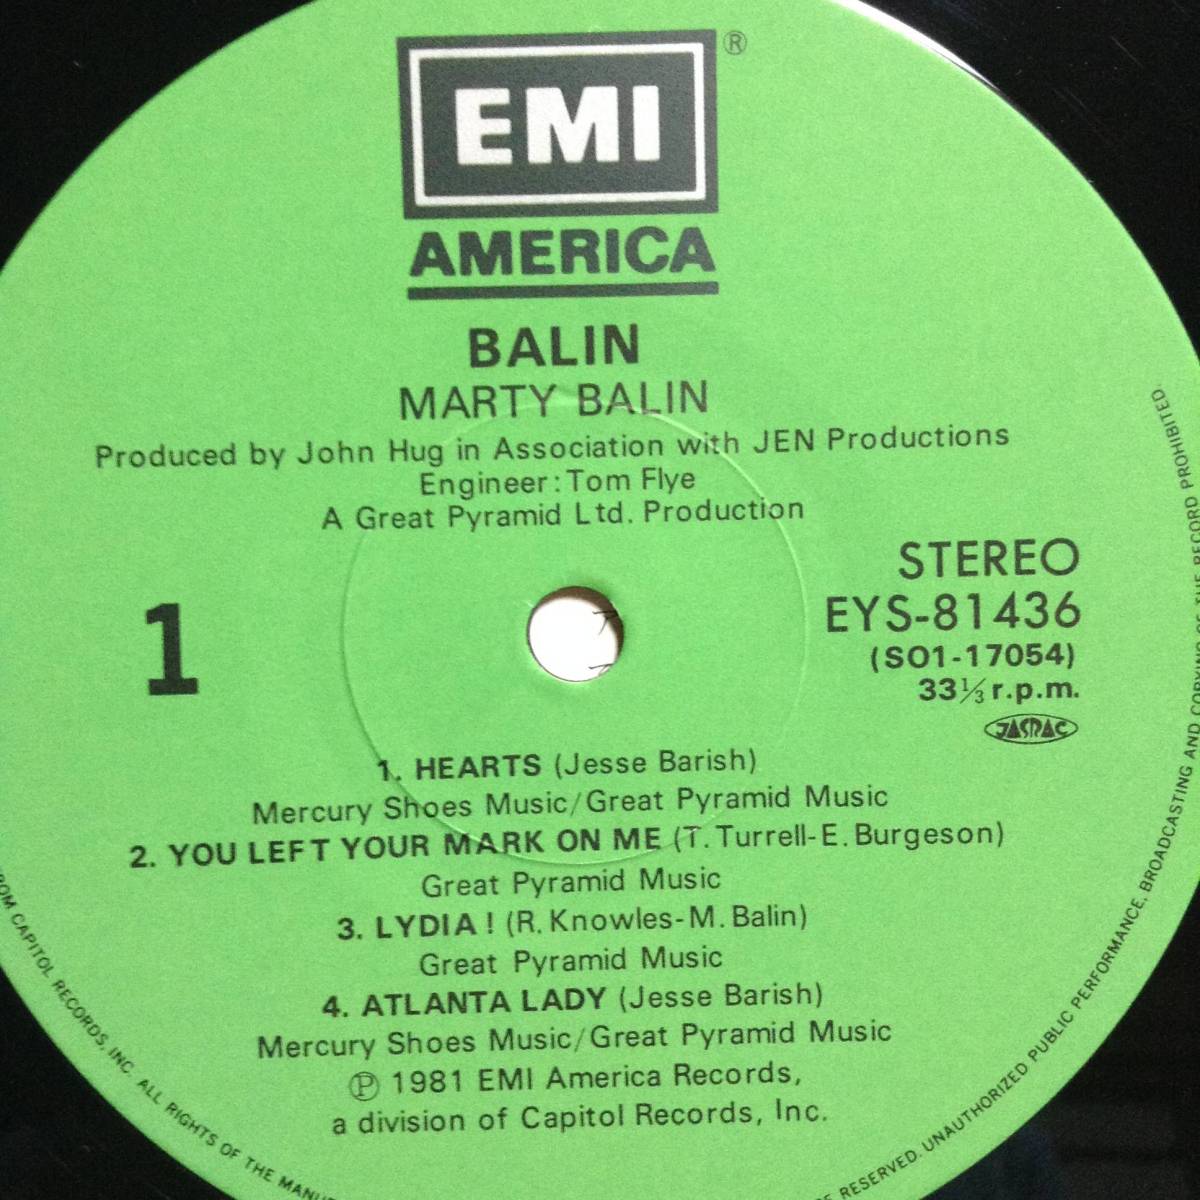 EMI
®
AMERICA
BALIN
MARTY BALIN
Produced by John Hug in Association with JEN Productions
Engineer: Tom Flye
A Great Pyramid Ltd. Production
1
STEREO
EYS-81436
(SO1-17054)
33⅓ r.p.m.
JASRAC
1. HEARTS (Jesse Barish)
Mercury Shoes Music/Great Pyramid Music
2. YOU LEFT YOUR MARK ON ME (T. Turrell-E. Burgeson)
Great Pyramid Music
3. LYDIA! (R. Knowles-M. Balin)
Great Pyramid Music
4. ATLANTA LADY (Jesse Barish)
Mercury Shoes Music/Great Pyramid Music
Ⓟ 1981 EMI America Records,
a division of Capitol Records, Inc.
CAPITOL RECORDS, INC. ALL RIGHTS OF THE
RESERVED. UNAUTHORIZED PUBLIC PERFORMANCE, BROADCASTING AND COPYING OF THE RECORD PROHIBITED.